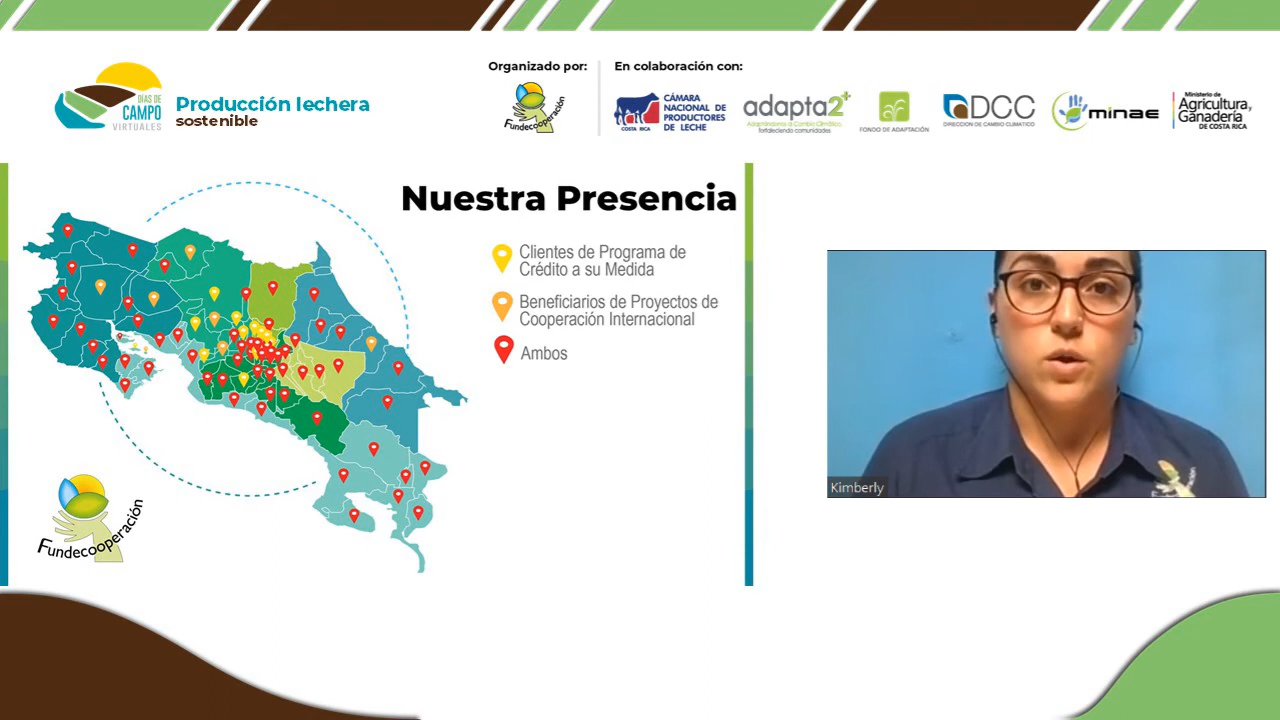 DÍAS DE
CAMPO
VIRTUALES
Producción lechera
sostenible
Organizado por:
Fundecooperación
En colaboración con:
CÁMARA
NACIONAL DE
PRODUCTORES
DE LECHE
COSTA RICA
adapta2+
Adaptándonos al Cambio Climático,
fortaleciendo comunidades
FONDO DE ADAPTACIÓN
DCC
DIRECCIÓN DE CAMBIO CLIMÁTICO
minae
Ministerio de
Agricultura y
Ganadería
DE COSTA RICA
Nuestra Presencia
Clientes de Programa de
Crédito a su Medida
Beneficiarios de Proyectos de
Cooperación Internacional
Ambos
Fundecooperación
Kimberly